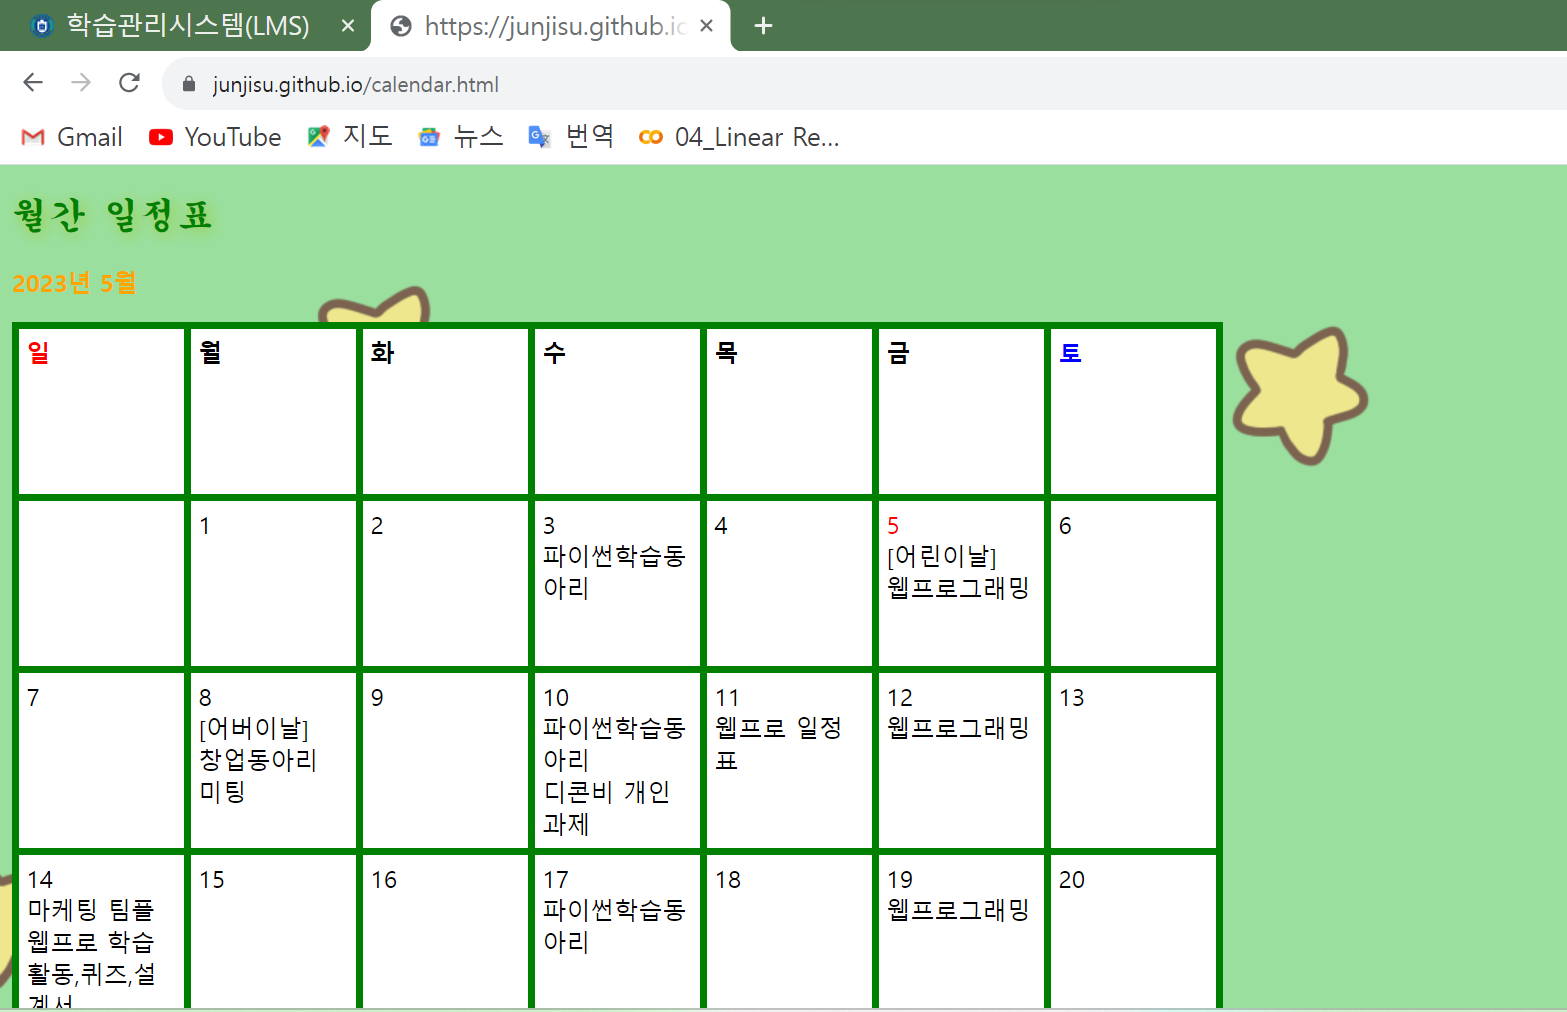 학습관리시스템(LMS)
https://junjisu.github.io
junjisu.github.io/calendar.html
Gmail YouTube 지도 뉴스 번역 04_Linear Re...
월간 일정표
2023년 5월
일 월 화 수 목 금 토
1
2
3
파이썬학습동
아리
4
5
[어린이날]
웹프로그래밍
6
7
8
[어버이날]
창업동아리
미팅
9
10
파이썬학습동
아리
디콘비 개인
과제
11
웹프로 일정
표
12
웹프로그래밍
13
14
마케팅 팀플
웹프로 학습
활동,퀴즈,설
계서
15
16
17
파이썬학습동
아리
18
19
웹프로그래밍
20